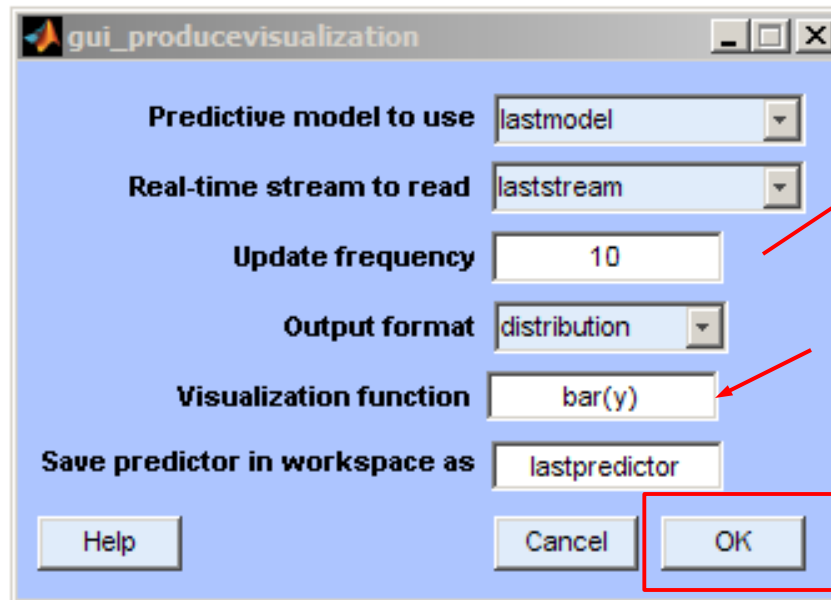 gui_producevisualization
Predictive model to use lastmodel
Real-time stream to read laststream
Update frequency 10
Output format distribution
Visualization function bar(y)
Save predictor in workspace as lastpredictor
Help Cancel OK